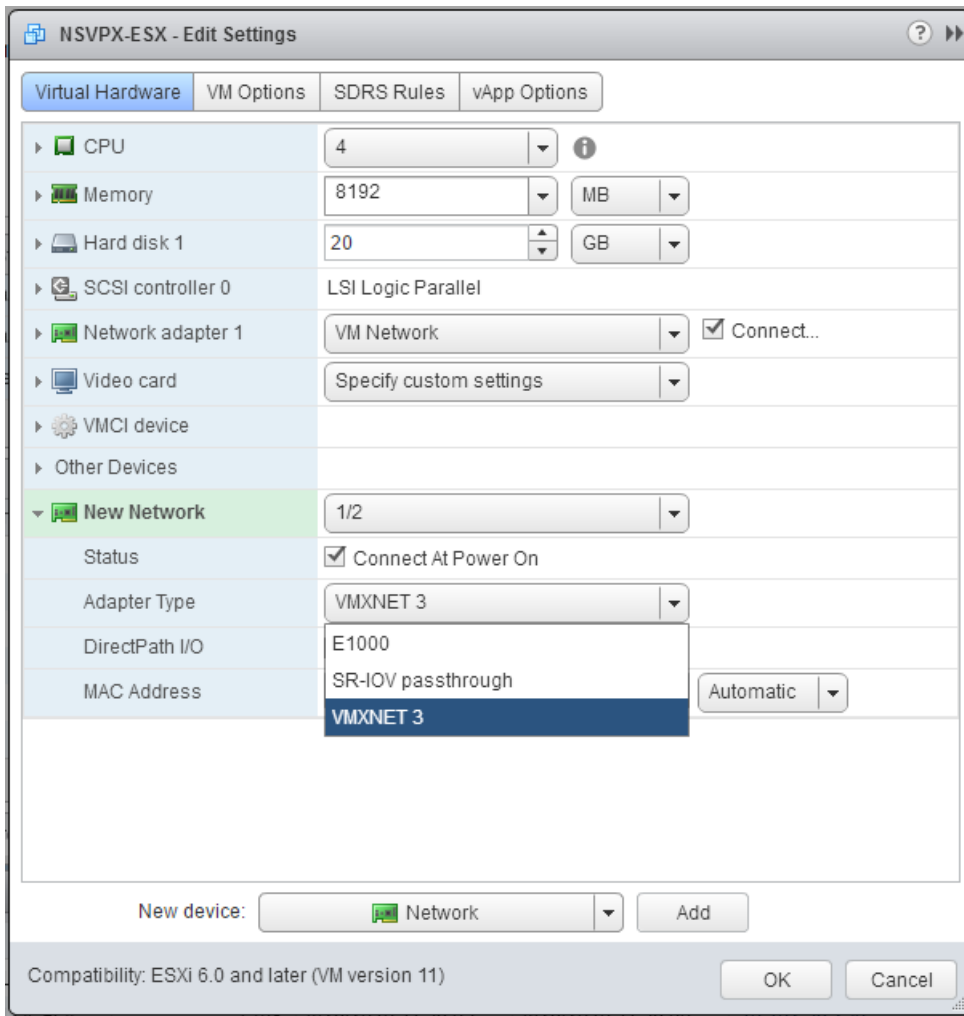 NSVPX-ESX - Edit Settings
Virtual Hardware VM Options SDRS Rules vApp Options
CPU 4
Memory 8192 MB
Hard disk 1 20 GB
SCSI controller 0 LSI Logic Parallel
Network adapter 1 VM Network Connect...
Video card Specify custom settings
VMCI device
Other Devices
New Network 1/2
Status Connect At Power On
Adapter Type VMXNET 3
DirectPath I/O E1000
SR-IOV passthrough
MAC Address Automatic
VMXNET 3
New device: Network Add
Compatibility: ESXi 6.0 and later (VM version 11) OK Cancel